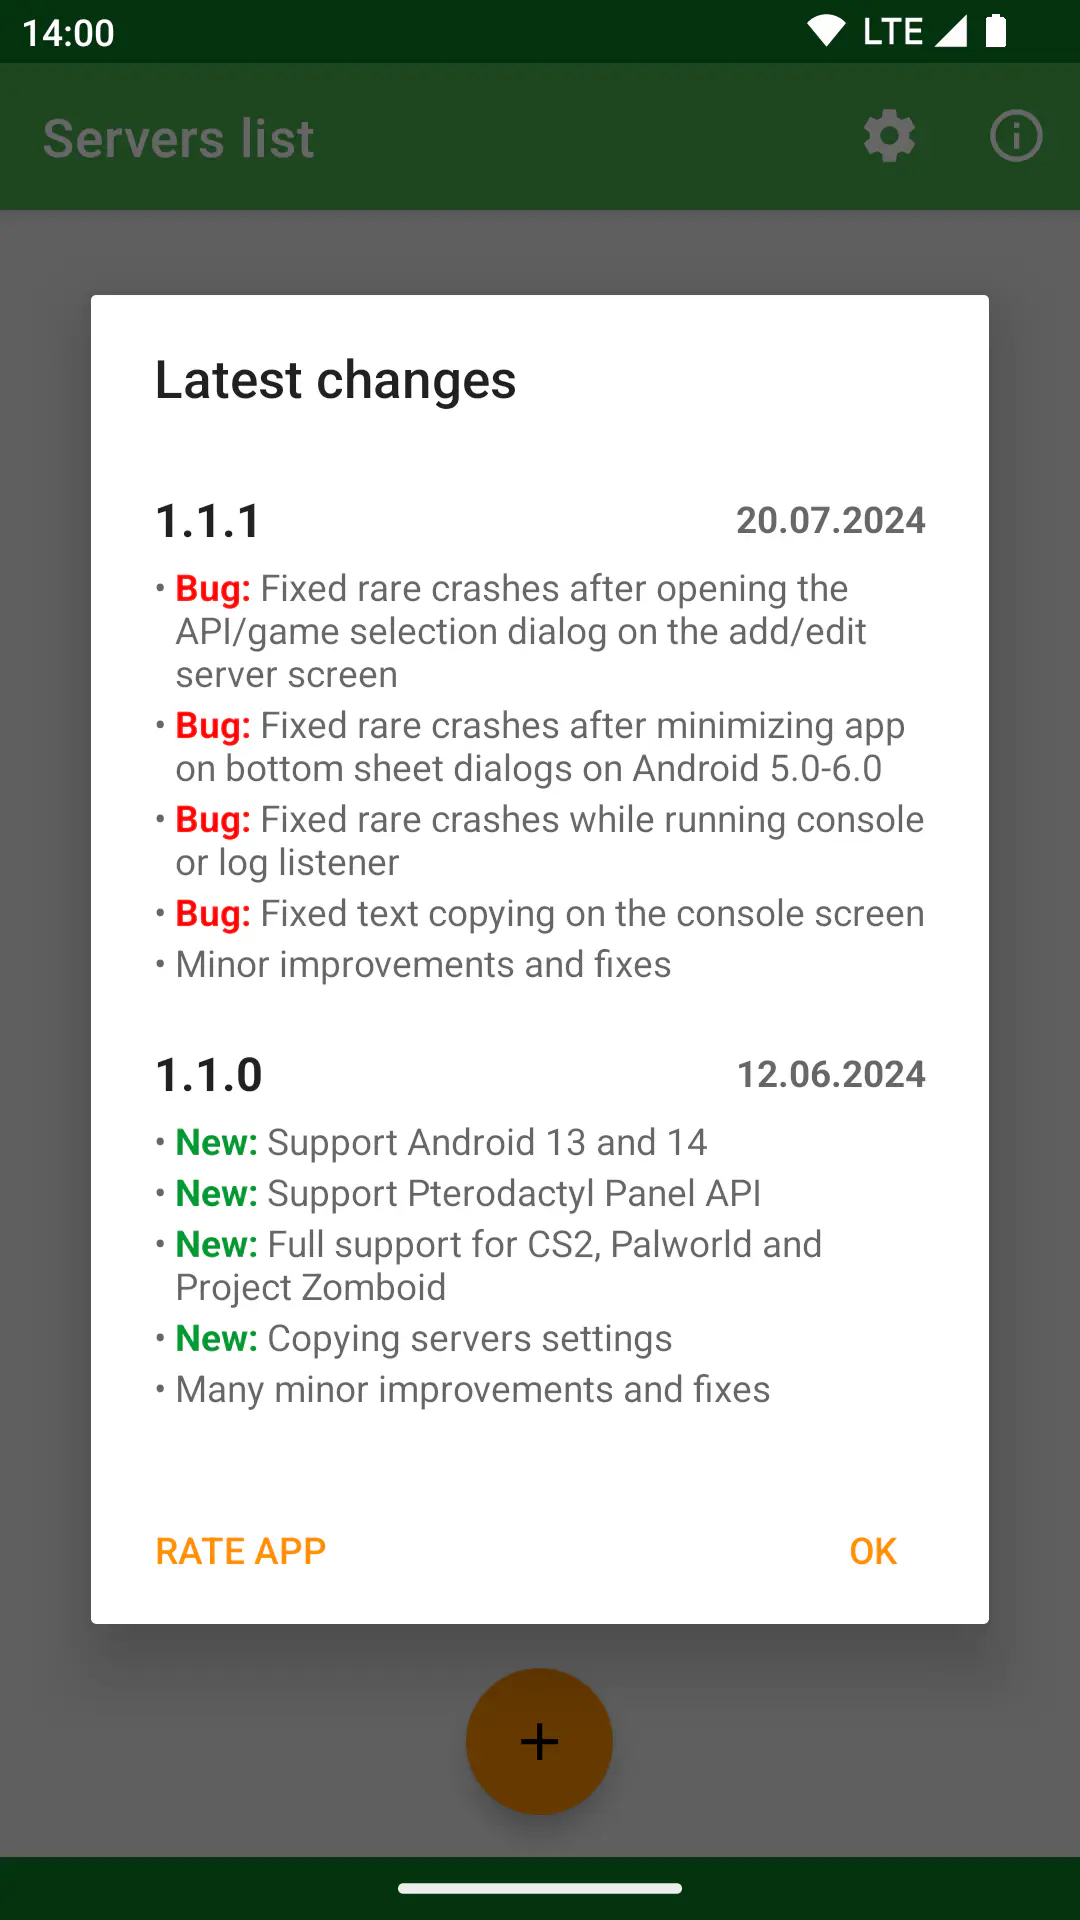 14:00
LTE
Servers list
Latest changes
1.1.1
20.07.2024
• Bug: Fixed rare crashes after opening the
API/game selection dialog on the add/edit
server screen
• Bug: Fixed rare crashes after minimizing app
on bottom sheet dialogs on Android 5.0-6.0
• Bug: Fixed rare crashes while running console
or log listener
• Bug: Fixed text copying on the console screen
• Minor improvements and fixes
1.1.0
12.06.2024
• New: Support Android 13 and 14
• New: Support Pterodactyl Panel API
• New: Full support for CS2, Palworld and
Project Zomboid
• New: Copying servers settings
• Many minor improvements and fixes
RATE APP
OK